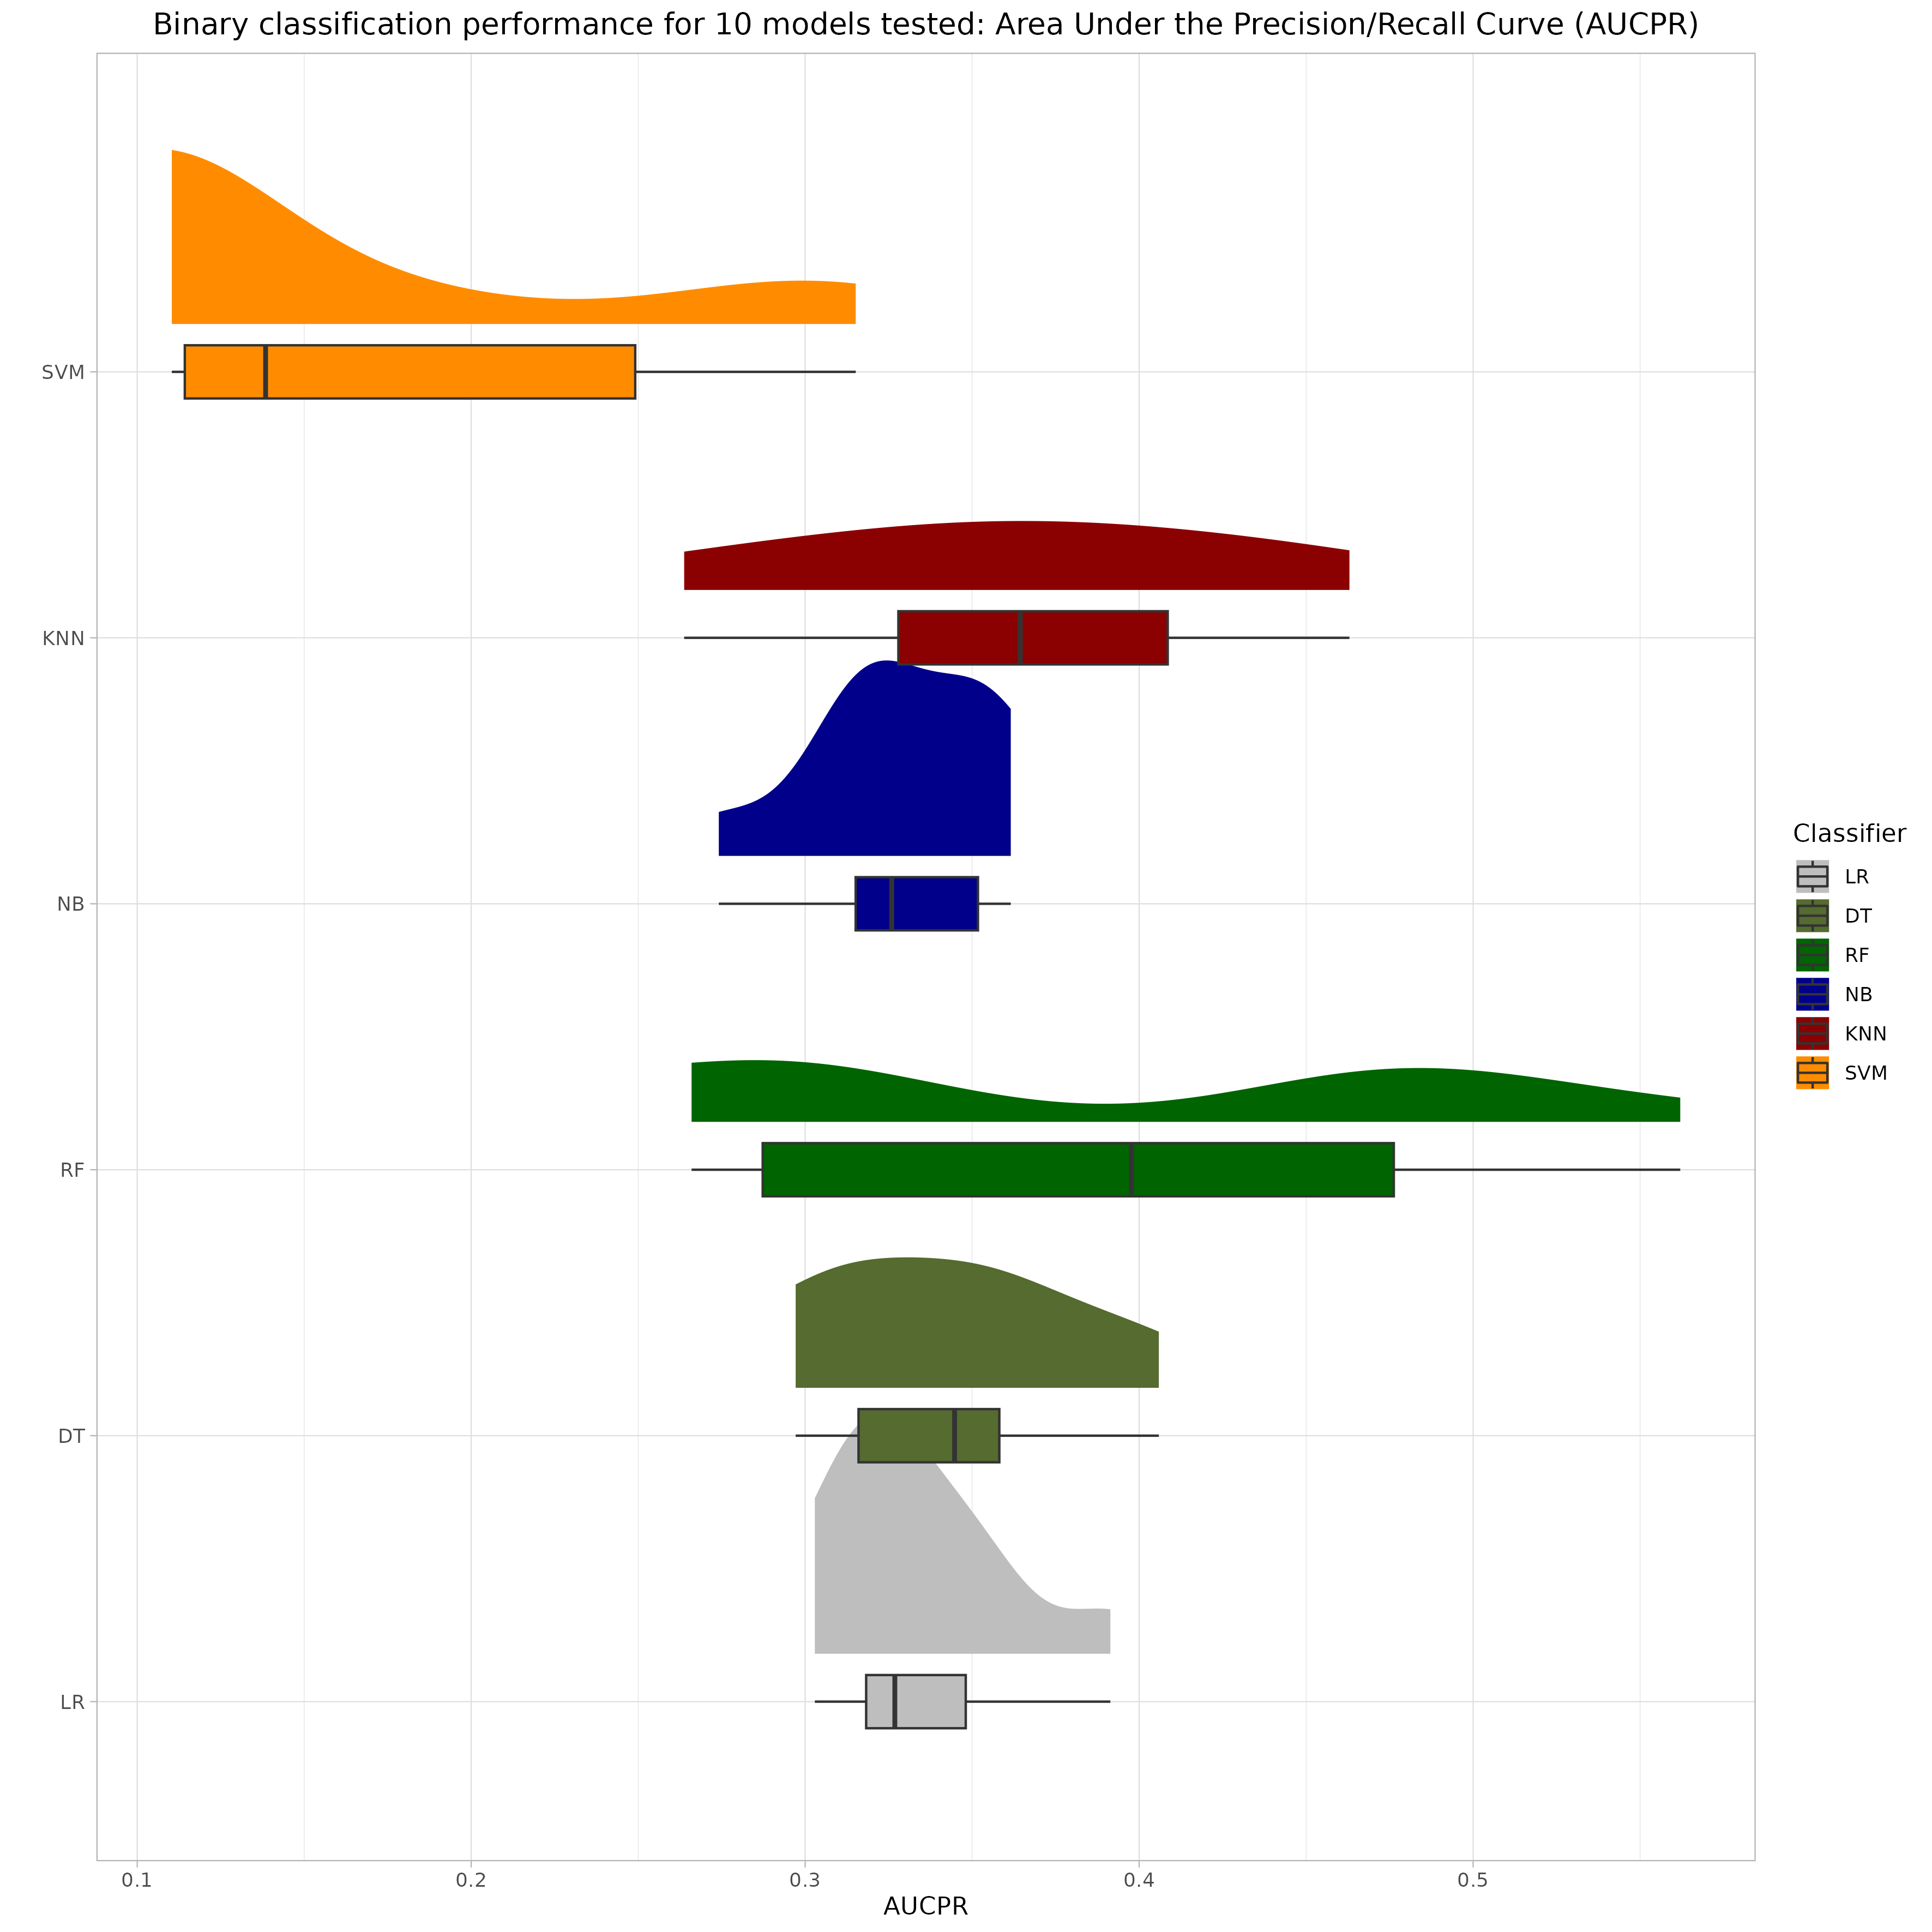 Binary classification performance for 10 models tested: Area Under the Precision/Recall Curve (AUCPR)
SVM
KNN
NB
RF
DT
LR
0.1
0.2
0.3
0.4
0.5
AUCPR
Classifier
LR
DT
RF
NB
KNN
SVM